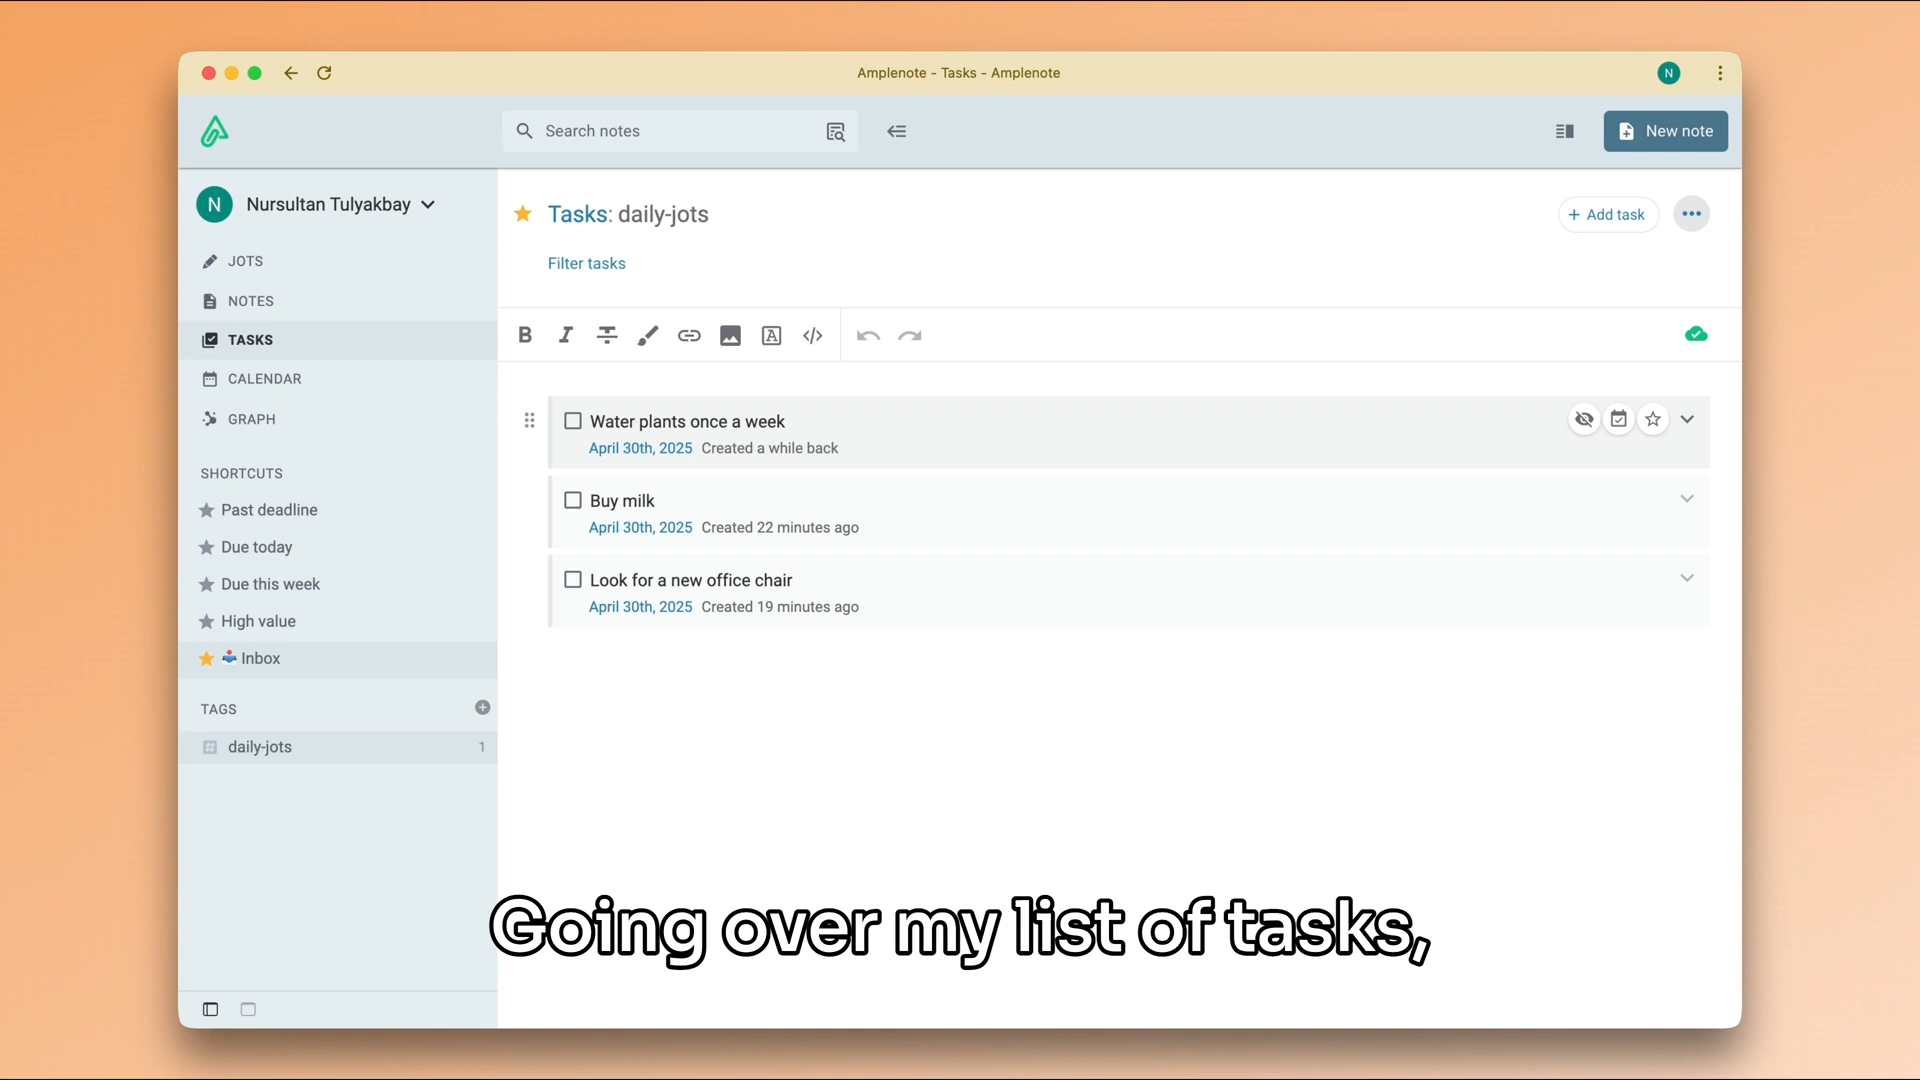 Amplenote - Tasks - Amplenote
N
Search notes
New note
N
Nursultan Tulyakbay
JOTS
NOTES
TASKS
CALENDAR
GRAPH
SHORTCUTS
Past deadline
Due today
Due this week
High value
Inbox
TAGS
daily-jots 1
Tasks: daily-jots
+ Add task
Filter tasks
Water plants once a week
April 30th, 2025 Created a while back
Buy milk
April 30th, 2025 Created 22 minutes ago
Look for a new office chair
April 30th, 2025 Created 19 minutes ago
Going over my list of tasks,